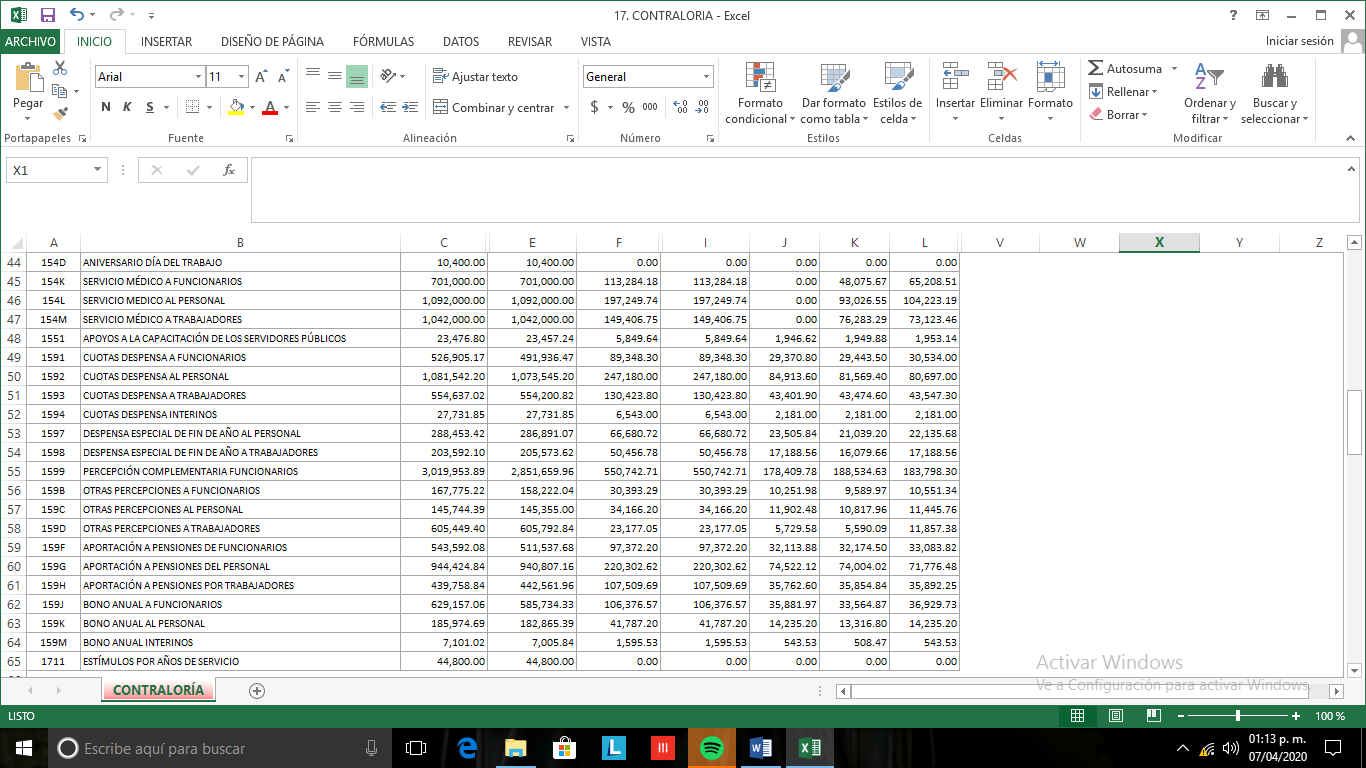 17. CONTRALORIA - Excel
ARCHIVO INICIO INSERTAR DISEÑO DE PÁGINA FÓRMULAS DATOS REVISAR VISTA Iniciar sesión
Pegar
Arial 11
N K S
Ajustar texto
Combinar y centrar
General
$ % 000
Formato condicional
Dar formato como tabla
Estilos de celda
Insertar Eliminar Formato
Autosuma
Rellenar
Borrar
Ordenar y filtrar
Buscar y seleccionar
Portapapeles Fuente Alineación Número Estilos Celdas Modificar
X1 fx
A B C E F I J K L V W X Y Z
44 154D ANIVERSARIO DÍA DEL TRABAJO 10,400.00 10,400.00 0.00 0.00 0.00 0.00 0.00
45 154K SERVICIO MÉDICO A FUNCIONARIOS 701,000.00 701,000.00 113,284.18 113,284.18 0.00 48,075.67 65,208.51
46 154L SERVICIO MEDICO AL PERSONAL 1,092,000.00 1,092,000.00 197,249.74 197,249.74 0.00 93,026.55 104,223.19
47 154M SERVICIO MÉDICO A TRABAJADORES 1,042,000.00 1,042,000.00 149,406.75 149,406.75 0.00 76,283.29 73,123.46
48 1551 APOYOS A LA CAPACITACIÓN DE LOS SERVIDORES PÚBLICOS 23,476.80 23,457.24 5,849.64 5,849.64 1,946.62 1,949.88 1,953.14
49 1591 CUOTAS DESPENSA A FUNCIONARIOS 526,905.17 491,936.47 89,348.30 89,348.30 29,370.80 29,443.50 30,534.00
50 1592 CUOTAS DESPENSA AL PERSONAL 1,081,542.20 1,073,545.20 247,180.00 247,180.00 84,913.60 81,569.40 80,697.00
51 1593 CUOTAS DESPENSA A TRABAJADORES 554,637.02 554,200.82 130,423.80 130,423.80 43,401.90 43,474.60 43,547.30
52 1594 CUOTAS DESPENSA INTERINOS 27,731.85 27,731.85 6,543.00 6,543.00 2,181.00 2,181.00 2,181.00
53 1597 DESPENSA ESPECIAL DE FIN DE AÑO AL PERSONAL 288,453.42 286,891.07 66,680.72 66,680.72 23,505.84 21,039.20 22,135.68
54 1598 DESPENSA ESPECIAL DE FIN DE AÑO A TRABAJADORES 203,592.10 205,573.62 50,456.78 50,456.78 17,188.56 16,079.66 17,188.56
55 1599 PERCEPCIÓN COMPLEMENTARIA FUNCIONARIOS 3,019,953.89 2,851,659.96 550,742.71 550,742.71 178,409.78 188,534.63 183,798.30
56 159B OTRAS PERCEPCIONES A FUNCIONARIOS 167,775.22 158,222.04 30,393.29 30,393.29 10,251.98 9,589.97 10,551.34
57 159C OTRAS PERCEPCIONES AL PERSONAL 145,744.39 145,355.00 34,166.20 34,166.20 11,902.48 10,817.96 11,445.76
58 159D OTRAS PERCEPCIONES A TRABAJADORES 605,449.40 605,792.84 23,177.05 23,177.05 5,729.58 5,590.09 11,857.38
59 159F APORTACIÓN A PENSIONES DE FUNCIONARIOS 543,592.08 511,537.68 97,372.20 97,372.20 32,113.88 32,174.50 33,083.82
60 159G APORTACIÓN A PENSIONES DEL PERSONAL 944,424.84 940,807.16 220,302.62 220,302.62 74,522.12 74,004.02 71,776.48
61 159H APORTACIÓN A PENSIONES POR TRABAJADORES 439,758.84 442,561.96 107,509.69 107,509.69 35,762.60 35,854.84 35,892.25
62 159J BONO ANUAL A FUNCIONARIOS 629,157.06 585,734.33 106,376.57 106,376.57 35,881.97 33,564.87 36,929.73
63 159K BONO ANUAL AL PERSONAL 185,974.69 182,865.39 41,787.20 41,787.20 14,235.20 13,316.80 14,235.20
64 159M BONO ANUAL INTERINOS 7,101.02 7,005.84 1,595.53 1,595.53 543.53 508.47 543.53
65 1711 ESTÍMULOS POR AÑOS DE SERVICIO 44,800.00 44,800.00 0.00 0.00 0.00 0.00 0.00
Activar Windows
Ve a Configuración para activar Windows.
CONTRALORÍA
LISTO 100 %
Escribe aquí para buscar
01:13 p. m.
07/04/2020